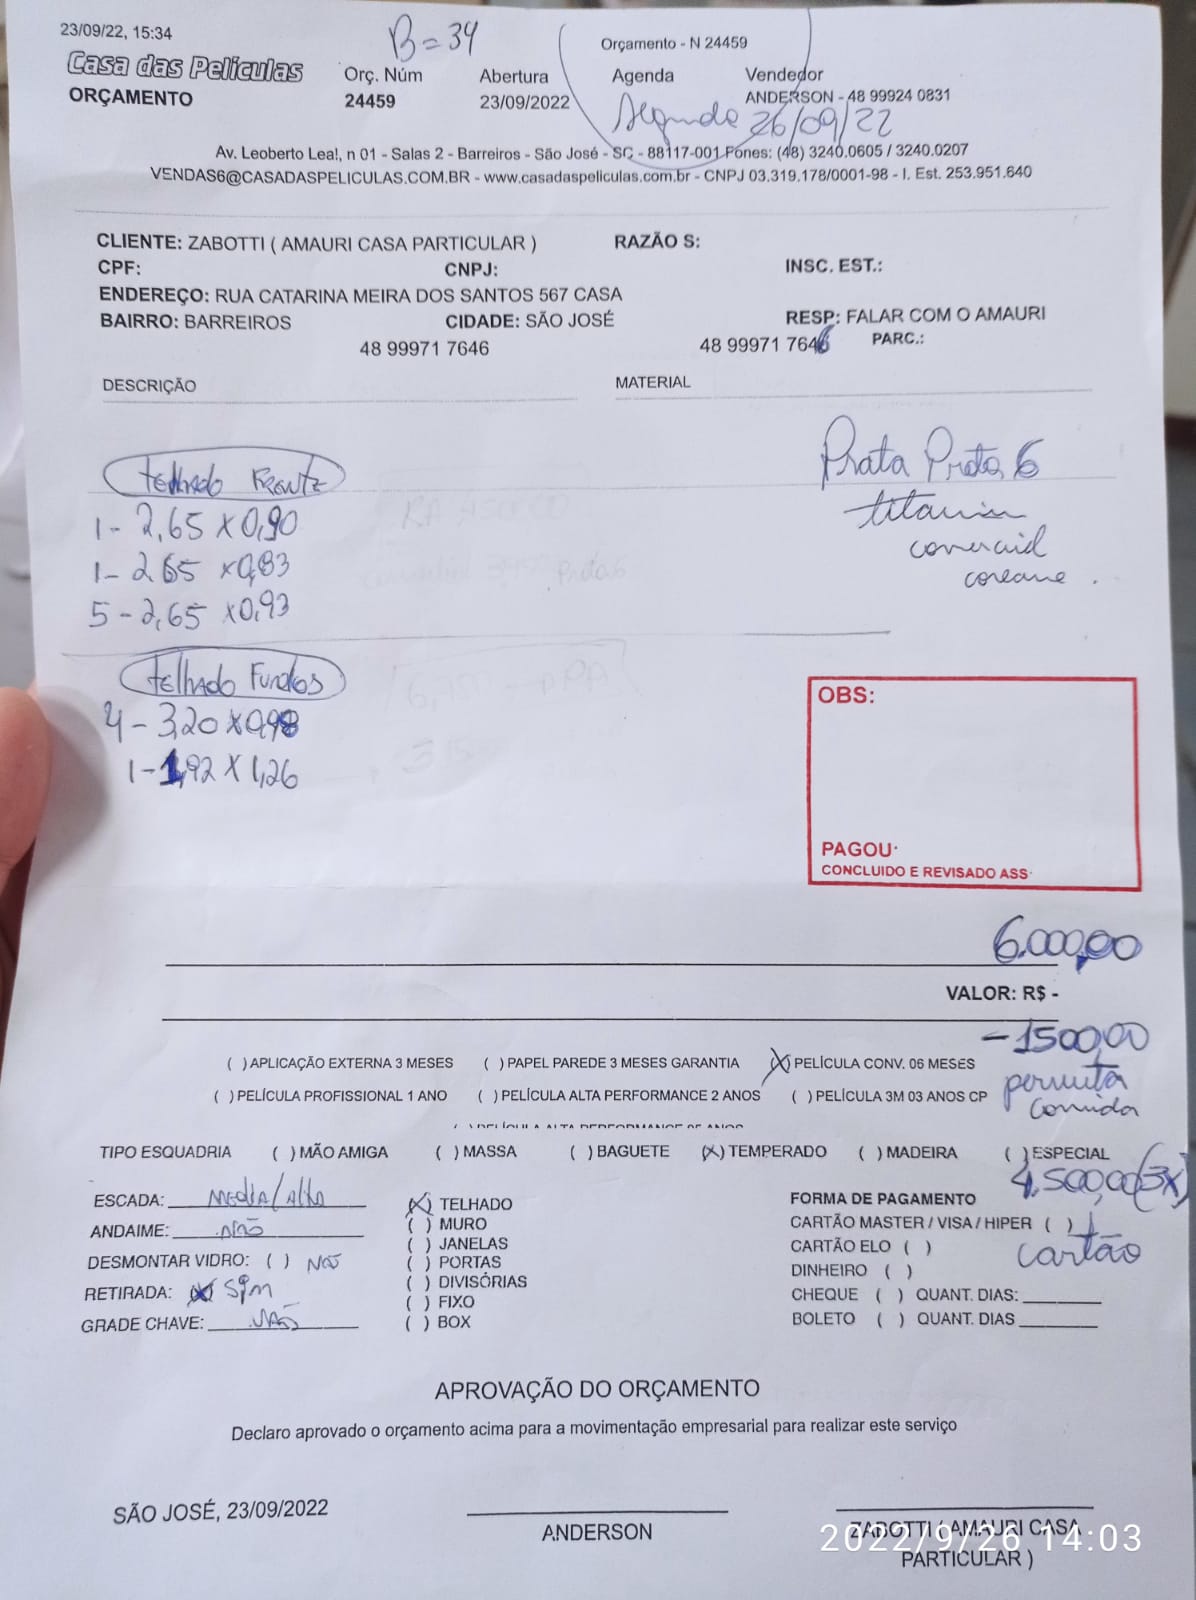 23/09/22, 15:34
B = 34
Orçamento - N 24459
Casa das Películas
Orç. Núm
Abertura
Agenda
Vendedor
ORÇAMENTO
24459
23/09/2022
Segunda 26/09/22
ANDERSON - 48 99924 0831
Av. Leoberto Leal, n 01 - Salas 2 - Barreiros - São José - SC - 88117-001 Fones: (48) 3240.0605 / 3240.0207
VENDAS6@CASADASPELICULAS.COM.BR - www.casadaspeliculas.com.br - CNPJ 03.319.178/0001-98 - I. Est. 253.951.640
CLIENTE: ZABOTTI ( AMAURI CASA PARTICULAR )
RAZÃO S:
CPF:
CNPJ:
INSC. EST.:
ENDEREÇO: RUA CATARINA MEIRA DOS SANTOS 567 CASA
BAIRRO: BARREIROS
CIDADE: SÃO JOSÉ
RESP: FALAR COM O AMAURI
48 99971 7646
48 99971 7646
PARC.:
DESCRIÇÃO
MATERIAL
Telhado Frente
1 - 2,65 x 0,90
1 - 2,65 x 0,83
5 - 2,65 x 0,93
Prata Preta 6
titanium
comercial
coreano .
Telhado Fundos
4 - 3,20 x 0,98
1 - 1,92 x 1,26
OBS:
PAGOU:
CONCLUIDO E REVISADO ASS:
6.000,00
VALOR: R$ -
- 1500,00
permuta
comida
( ) APLICAÇÃO EXTERNA 3 MESES ( ) PAPEL PAREDE 3 MESES GARANTIA (X) PELÍCULA CONV. 06 MESES
( ) PELÍCULA PROFISSIONAL 1 ANO ( ) PELÍCULA ALTA PERFORMANCE 2 ANOS ( ) PELÍCULA 3M 03 ANOS CP
TIPO ESQUADRIA ( ) MÃO AMIGA ( ) MASSA ( ) BAGUETE (X) TEMPERADO ( ) MADEIRA ( ) ESPECIAL
4.500,00 (3x)
cartão
ESCADA: Media/Alta
ANDAIME: Não
DESMONTAR VIDRO: ( ) Não
RETIRADA: (X) Sim
GRADE CHAVE: Não
(X) TELHADO
( ) MURO
( ) JANELAS
( ) PORTAS
( ) DIVISÓRIAS
( ) FIXO
( ) BOX
FORMA DE PAGAMENTO
CARTÃO MASTER / VISA / HIPER ( )
CARTÃO ELO ( )
DINHEIRO ( )
CHEQUE ( ) QUANT. DIAS:
BOLETO ( ) QUANT. DIAS
APROVAÇÃO DO ORÇAMENTO
Declaro aprovado o orçamento acima para a movimentação empresarial para realizar este serviço
SÃO JOSÉ, 23/09/2022
ANDERSON
ZABOTTI ( AMAURI CASA
PARTICULAR )
2022/9/26 14:03